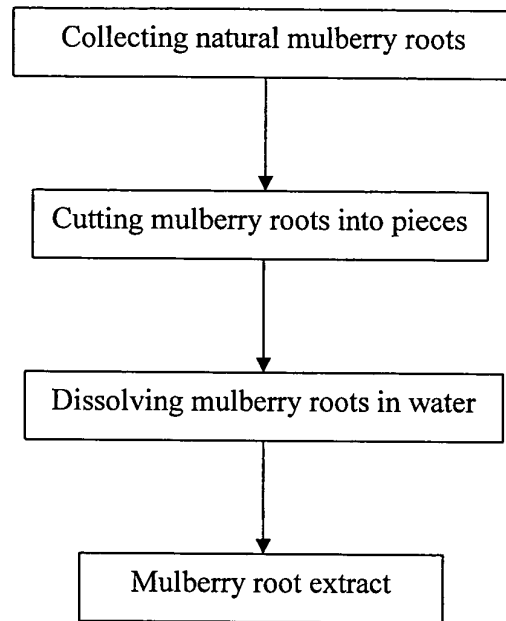 Collecting natural mulberry roots
Cutting mulberry roots into pieces
Dissolving mulberry roots in water
Mulberry root extract